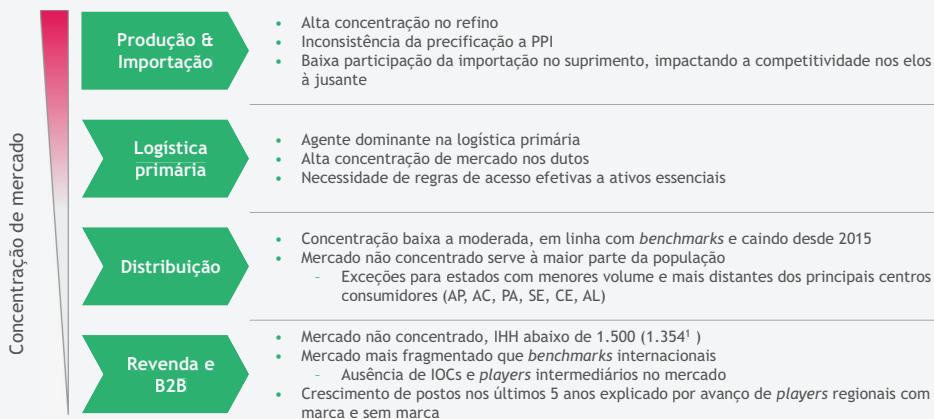 Concentração de mercado
Produção &
Importação
• Alta concentração no refino
• Inconsistência da precificação a PPI
• Baixa participação da importação no suprimento, impactando a competitividade nos elos
à jusante
Logística
primária
• Agente dominante na logística primária
• Alta concentração de mercado nos dutos
• Necessidade de regras de acesso efetivas a ativos essenciais
Distribuição
• Concentração baixa a moderada, em linha com benchmarks e caindo desde 2015
• Mercado não concentrado serve à maior parte da população
- Exceções para estados com menores volume e mais distantes dos principais centros
consumidores (AP, AC, PA, SE, CE, AL)
Revenda e
B2B
• Mercado não concentrado, IHH abaixo de 1.500 (1.354¹ )
• Mercado mais fragmentado que benchmarks internacionais
- Ausência de IOCs e players intermediários no mercado
• Crescimento de postos nos últimos 5 anos explicado por avanço de players regionais com
marca e sem marca